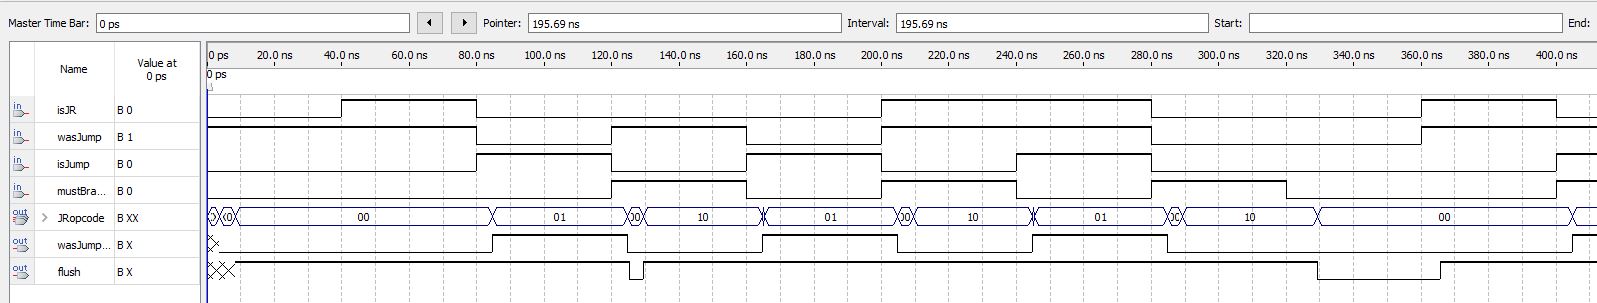 Master Time Bar: 0 ps Pointer: 195.69 ns Interval: 195.69 ns Start: End:
Name Value at 0 ps
0 ps 20.0 ns 40.0 ns 60.0 ns 80.0 ns 100.0 ns 120.0 ns 140.0 ns 160.0 ns 180.0 ns 200.0 ns 220.0 ns 240.0 ns 260.0 ns 280.0 ns 300.0 ns 320.0 ns 340.0 ns 360.0 ns 380.0 ns 400.0 ns
0 ps
in isJR B 0
in wasJump B 1
in isJump B 0
in mustBra... B 0
out > JRopcode B XX 00 01 00 10 01 00 10 01 10 00
out wasJump... B X
out flush B X